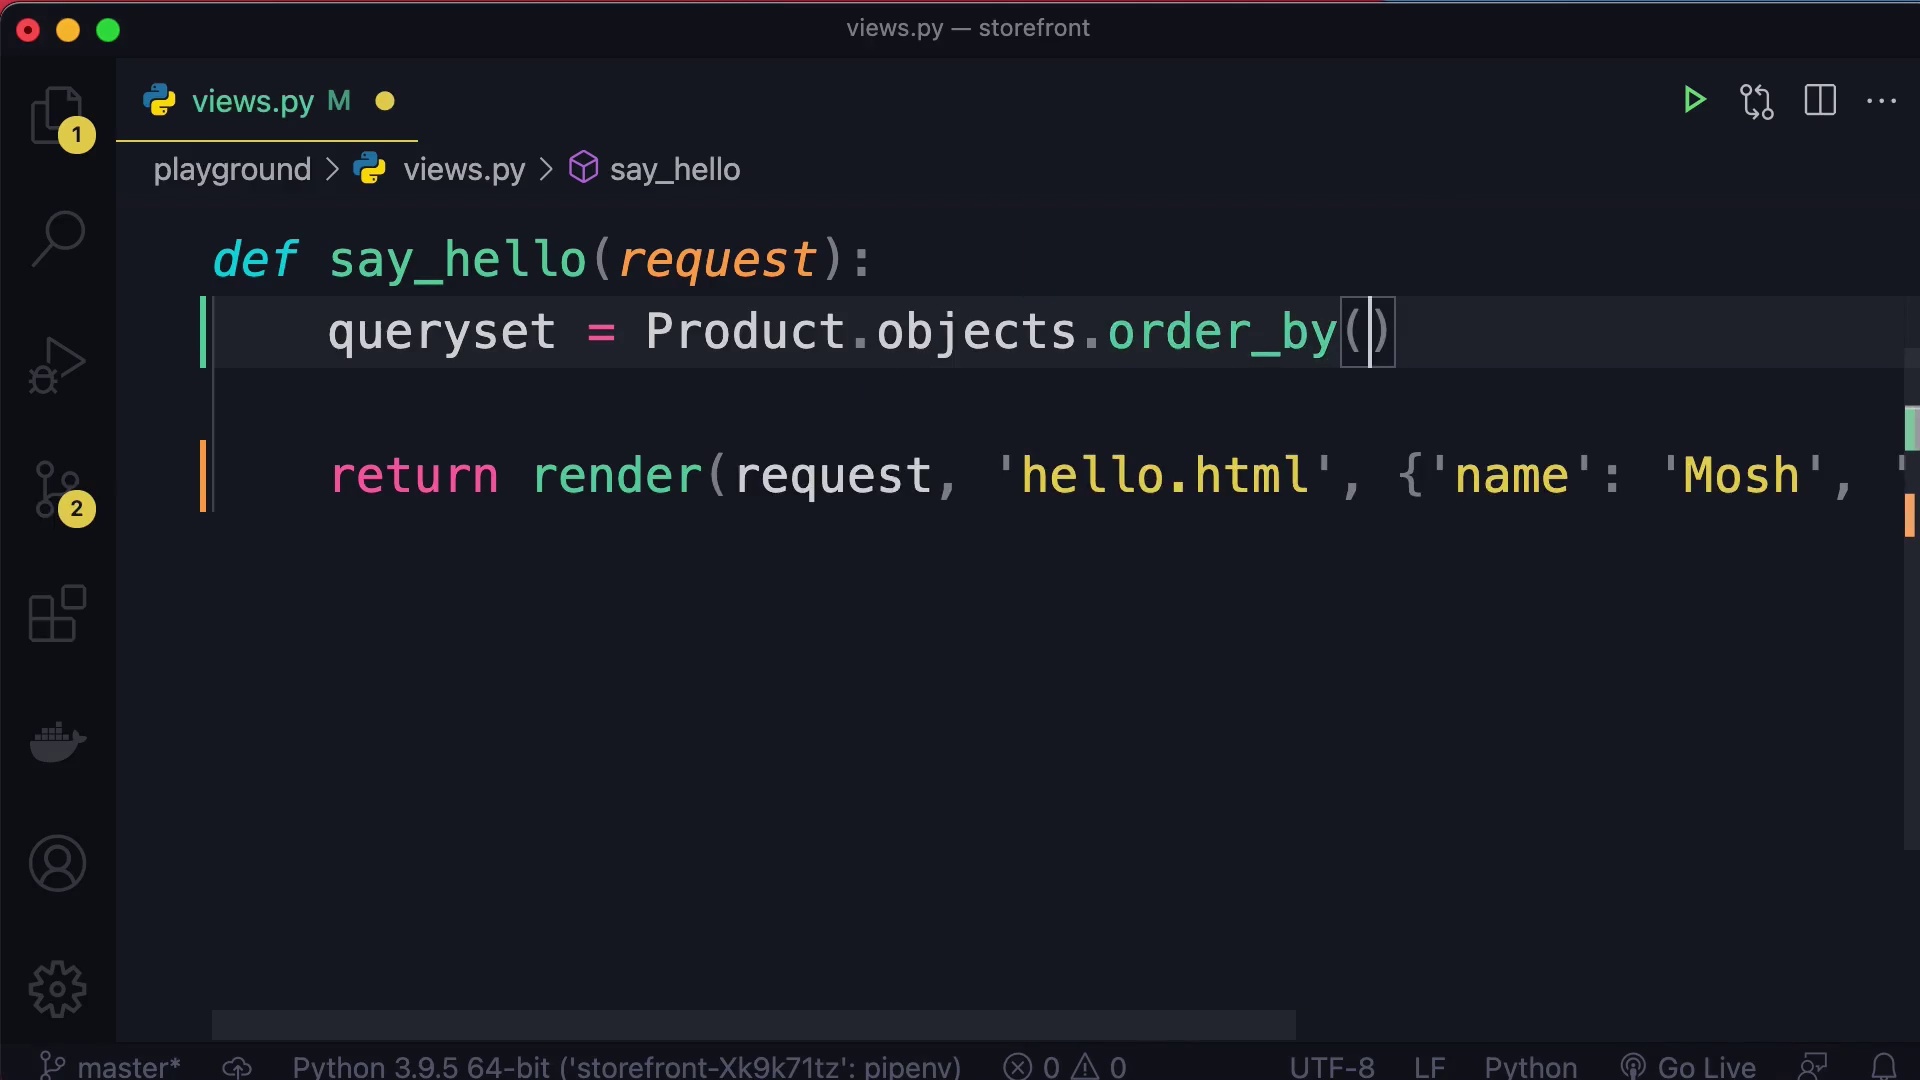 views.py — storefront
views.py M
1
playground > views.py > say_hello
def say_hello(request):
queryset = Product.objects.order_by()
return render(request, 'hello.html', {'name': 'Mosh', '
2
master*
Python 3.9.5 64-bit ('storefront-Xk9k71tz': pipenv)
0
0
UTF-8
LF
Python
Go Live